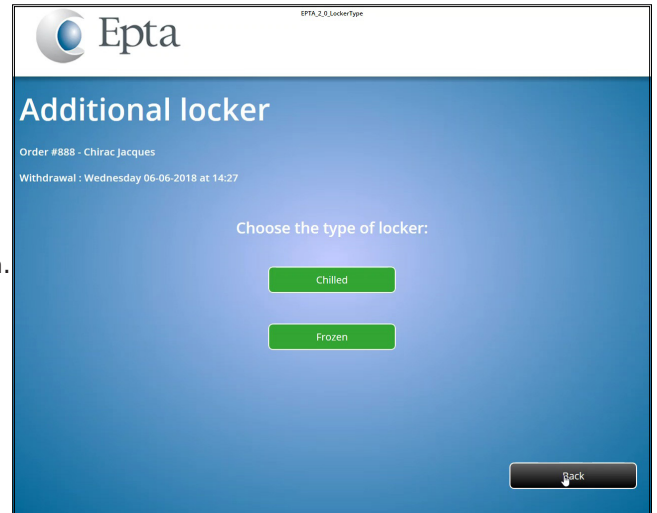 EPTA_2_0_LockerType
Epta
Additional locker
Order #888 - Chirac Jacques
Withdrawal : Wednesday 06-06-2018 at 14:27
Choose the type of locker:
Chilled
Frozen
Back